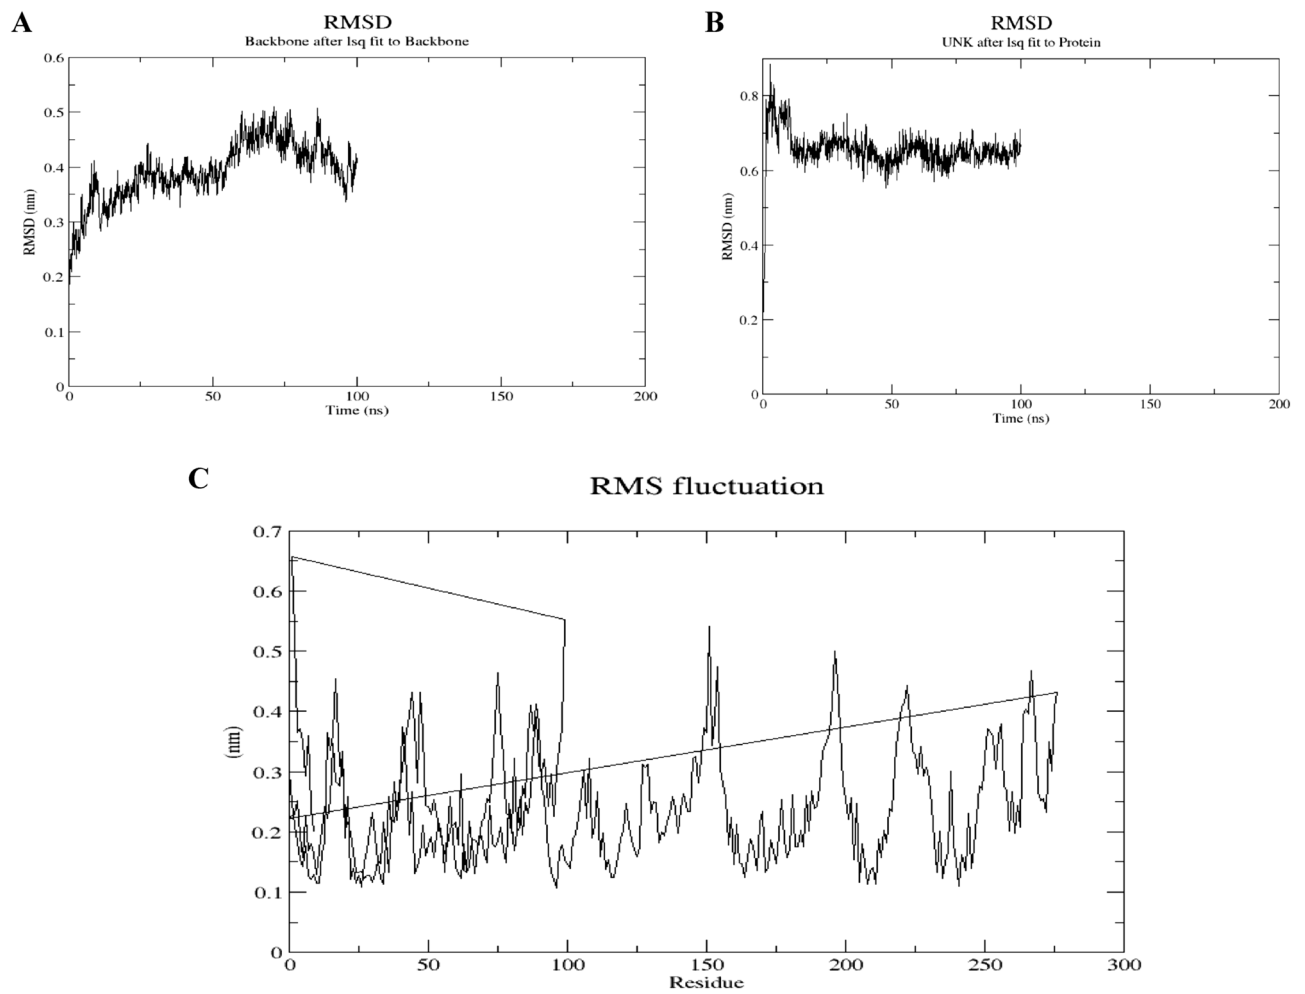 A
RMSD
Backbone after lsq fit to Backbone
RMSD (nm)
0.6
0.5
0.4
0.3
0.2
0.1
0
0 50 100 150 200
Time (ns)
B
RMSD
UNK after lsq fit to Protein
RMSD (nm)
0.8
0.6
0.4
0.2
0
0 50 100 150 200
Time (ns)
C
RMS fluctuation
(nm)
0.7
0.6
0.5
0.4
0.3
0.2
0.1
0
0 50 100 150 200 250 300
Residue